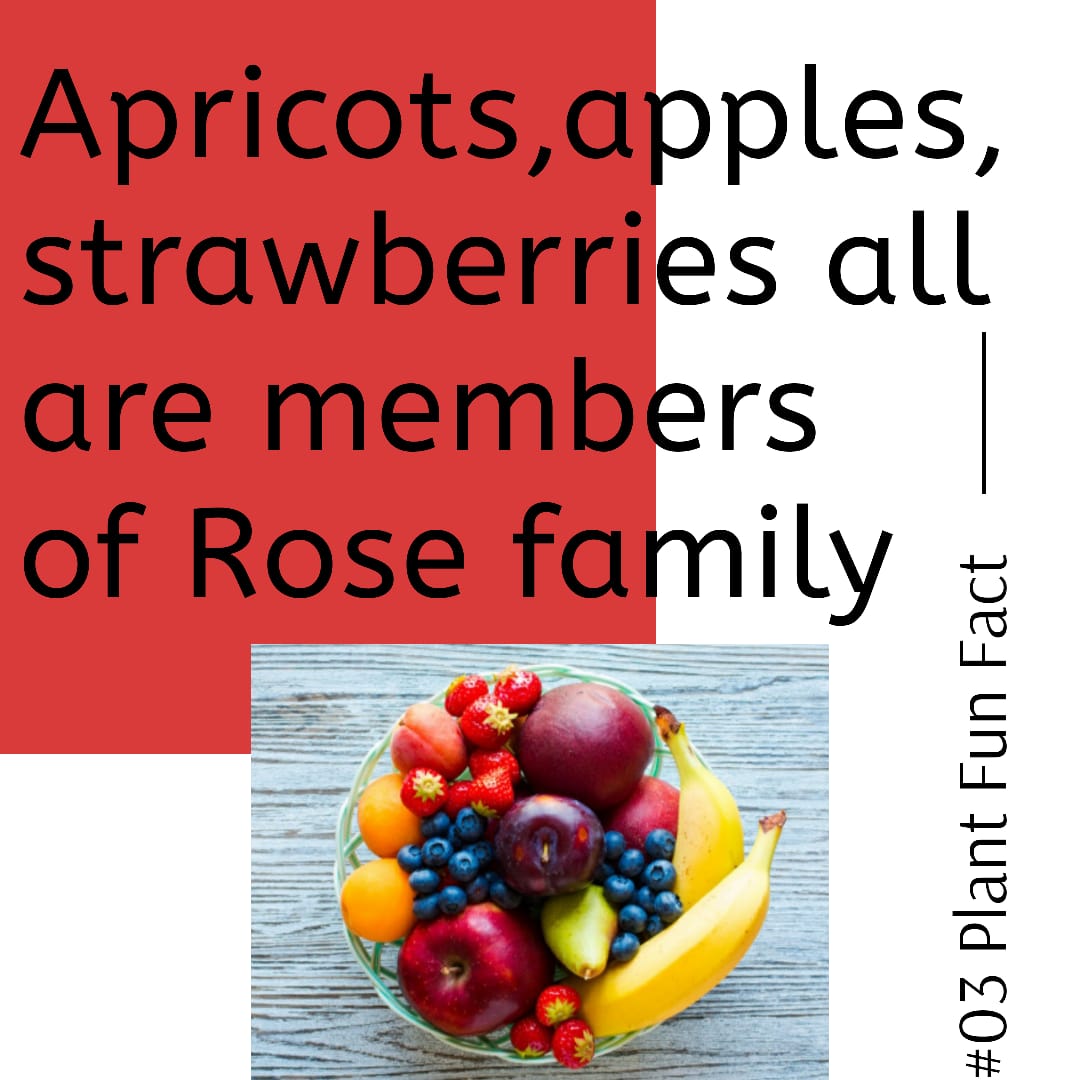 Apricots,apples,
strawberries all
are members
of Rose family
#03 Plant Fun Fact